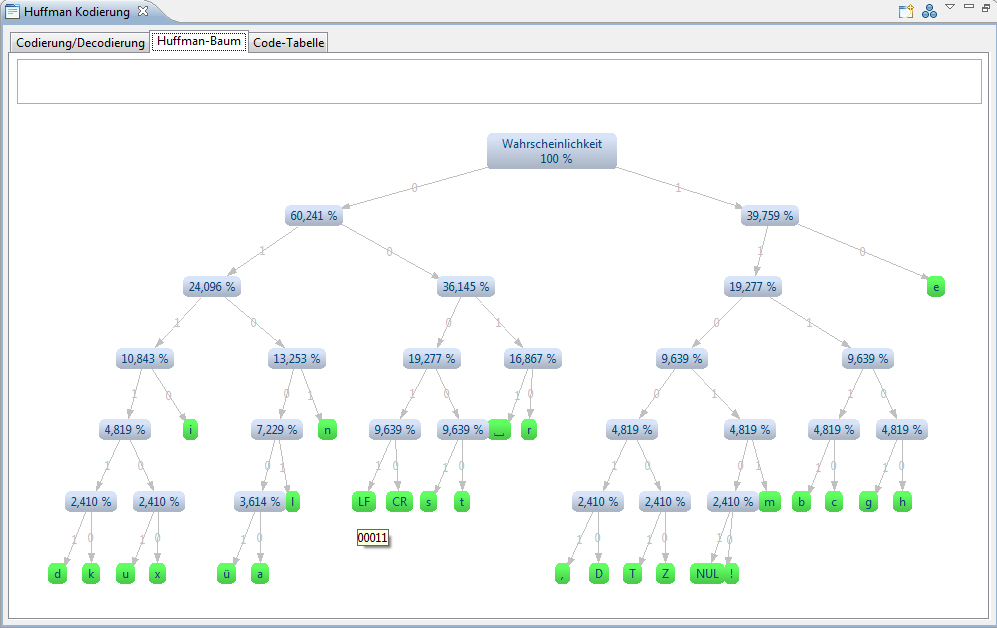 Huffman Kodierung
Codierung/Decodierung Huffman-Baum Code-Tabelle
Wahrscheinlichkeit
100 %
0 1
60,241 % 39,759 %
1 0 1 0
24,096 % 36,145 % 19,277 % e
1 0 0 1 0 1
10,843 % 13,253 % 19,277 % 16,867 % 9,639 % 9,639 %
1 0 0 1 1 0 1 0 0 1 1 0
4,819 % i 7,229 % n 9,639 % 9,639 % ␣ r 4,819 % 4,819 % 4,819 % 4,819 %
1 0 0 1 1 0 1 0 1 0 0 1 1 0 1 0
2,410 % 2,410 % 3,614 % l LF CR s t 2,410 % 2,410 % 2,410 % m b c g h
00011
1 0 1 0 1 0 1 0 1 0 1 0
d k u x ü a , D T Z NUL !